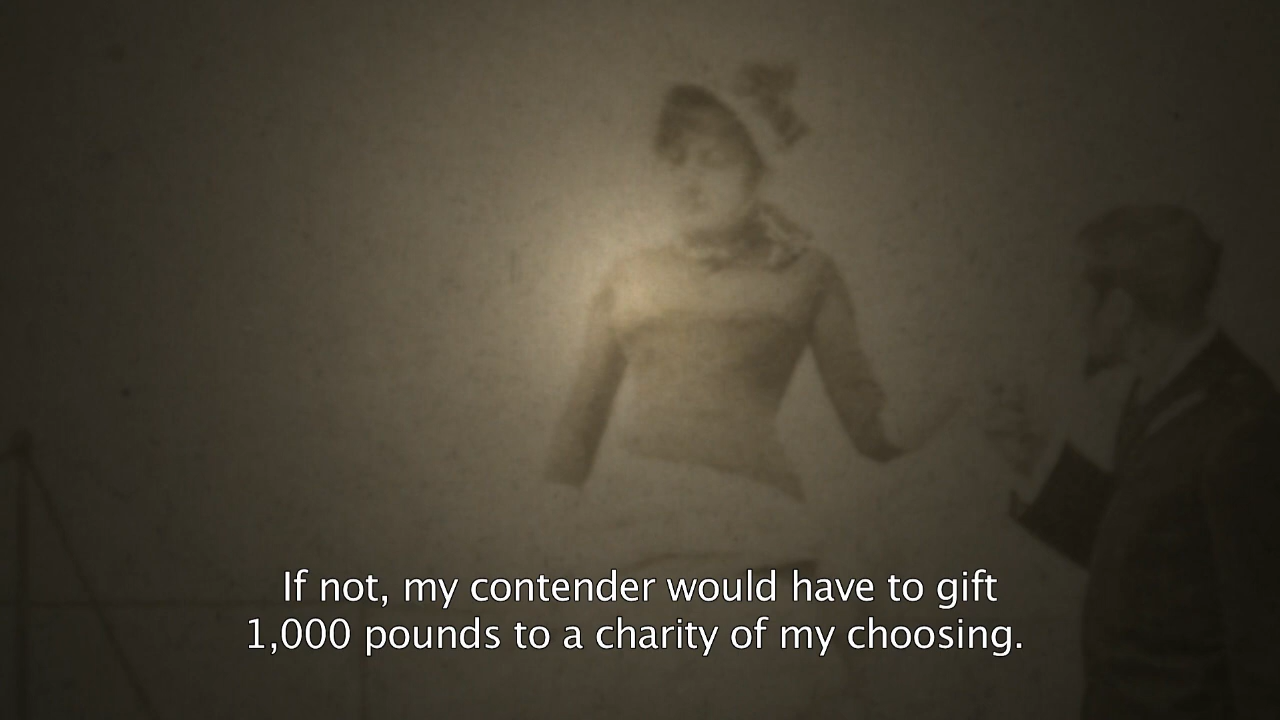 If not, my contender would have to gift
1,000 pounds to a charity of my choosing.